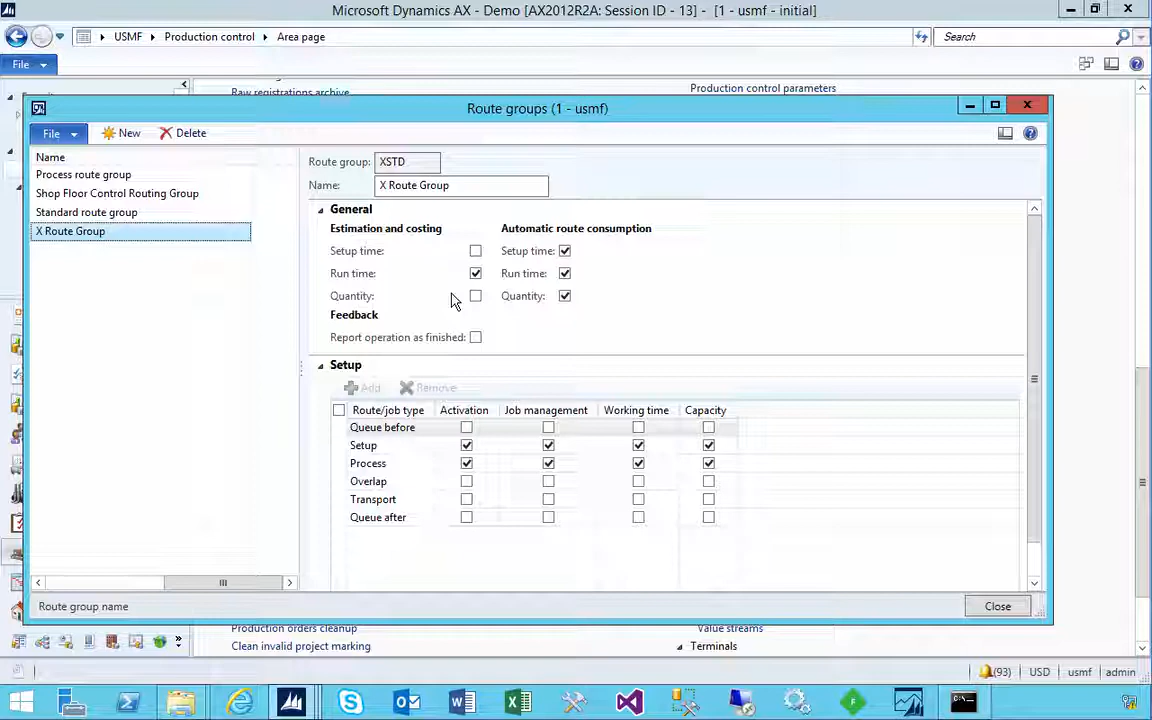 Microsoft Dynamics AX - Demo [AX2012R2A: Session ID - 13] - [1 - usmf - initial]
USMF Production control Area page
Search
File
Raw registrations archive
Production control parameters
Route groups (1 - usmf)
File New Delete
Name
Process route group
Shop Floor Control Routing Group
Standard route group
X Route Group
Route group: XSTD
Name: X Route Group
General
Estimation and costing Automatic route consumption
Setup time: Setup time:
Run time: Run time:
Quantity: Quantity:
Feedback
Report operation as finished:
Setup
Add Remove
Route/job type Activation Job management Working time Capacity
Queue before
Setup
Process
Overlap
Transport
Queue after
Route group name
Close
Production orders cleanup
Value streams
Clean invalid project marking
Terminals
(93) USD usmf admin